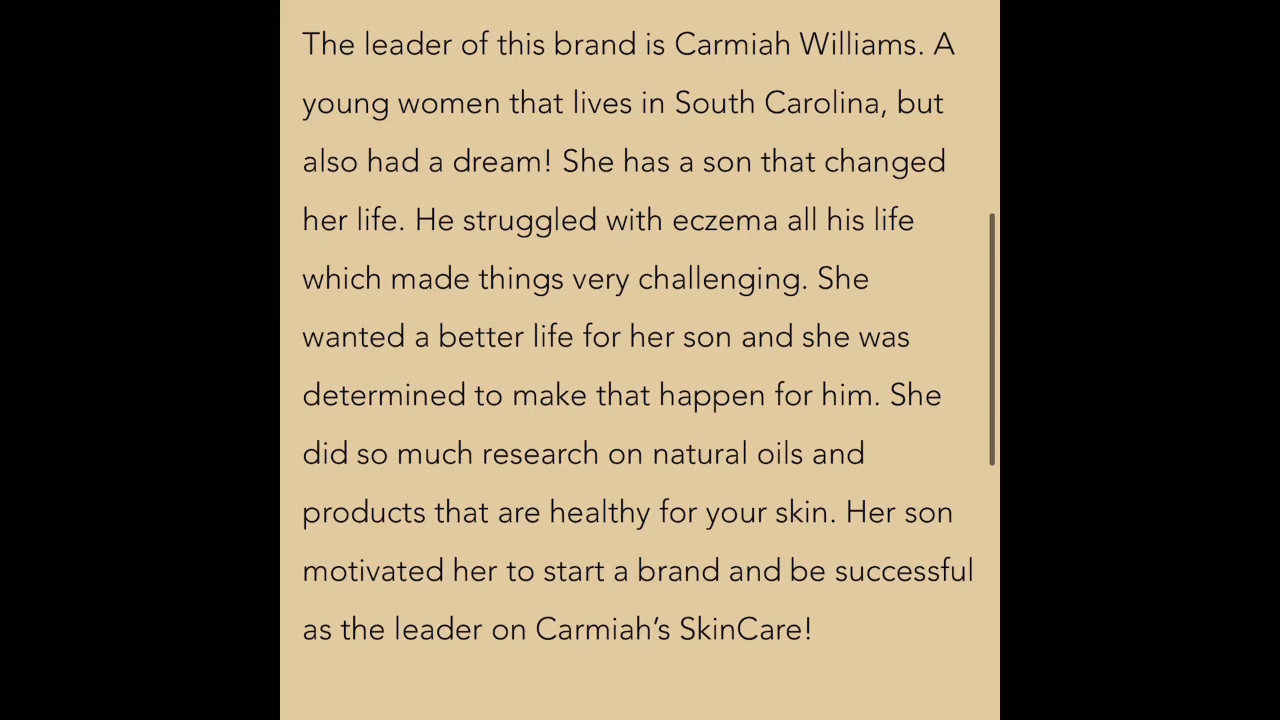 The leader of this brand is Carmiah Williams. A
young women that lives in South Carolina, but
also had a dream! She has a son that changed
her life. He struggled with eczema all his life
which made things very challenging. She
wanted a better life for her son and she was
determined to make that happen for him. She
did so much research on natural oils and
products that are healthy for your skin. Her son
motivated her to start a brand and be successful
as the leader on Carmiah’s SkinCare!